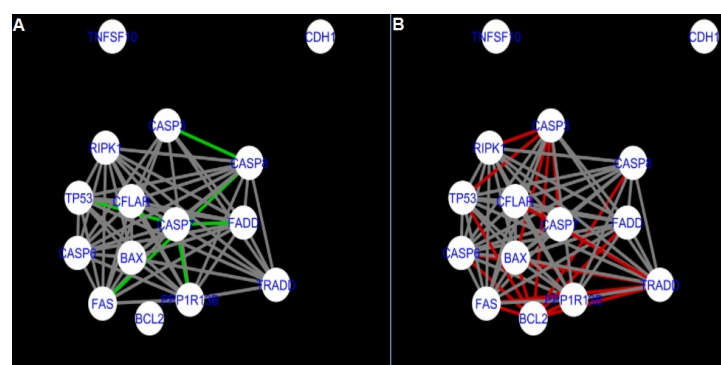 A
TNFSF10
CDH1
CASP3
RIPK1
CASP8
TP53
CFLAR
CASP7
FADD
CASP6
BAX
TRADD
FAS
PPP1R13B
BCL2
B
TNFSF10
CDH1
CASP3
RIPK1
CASP8
TP53
CFLAR
CASP7
FADD
CASP6
BAX
TRADD
FAS
PPP1R13B
BCL2